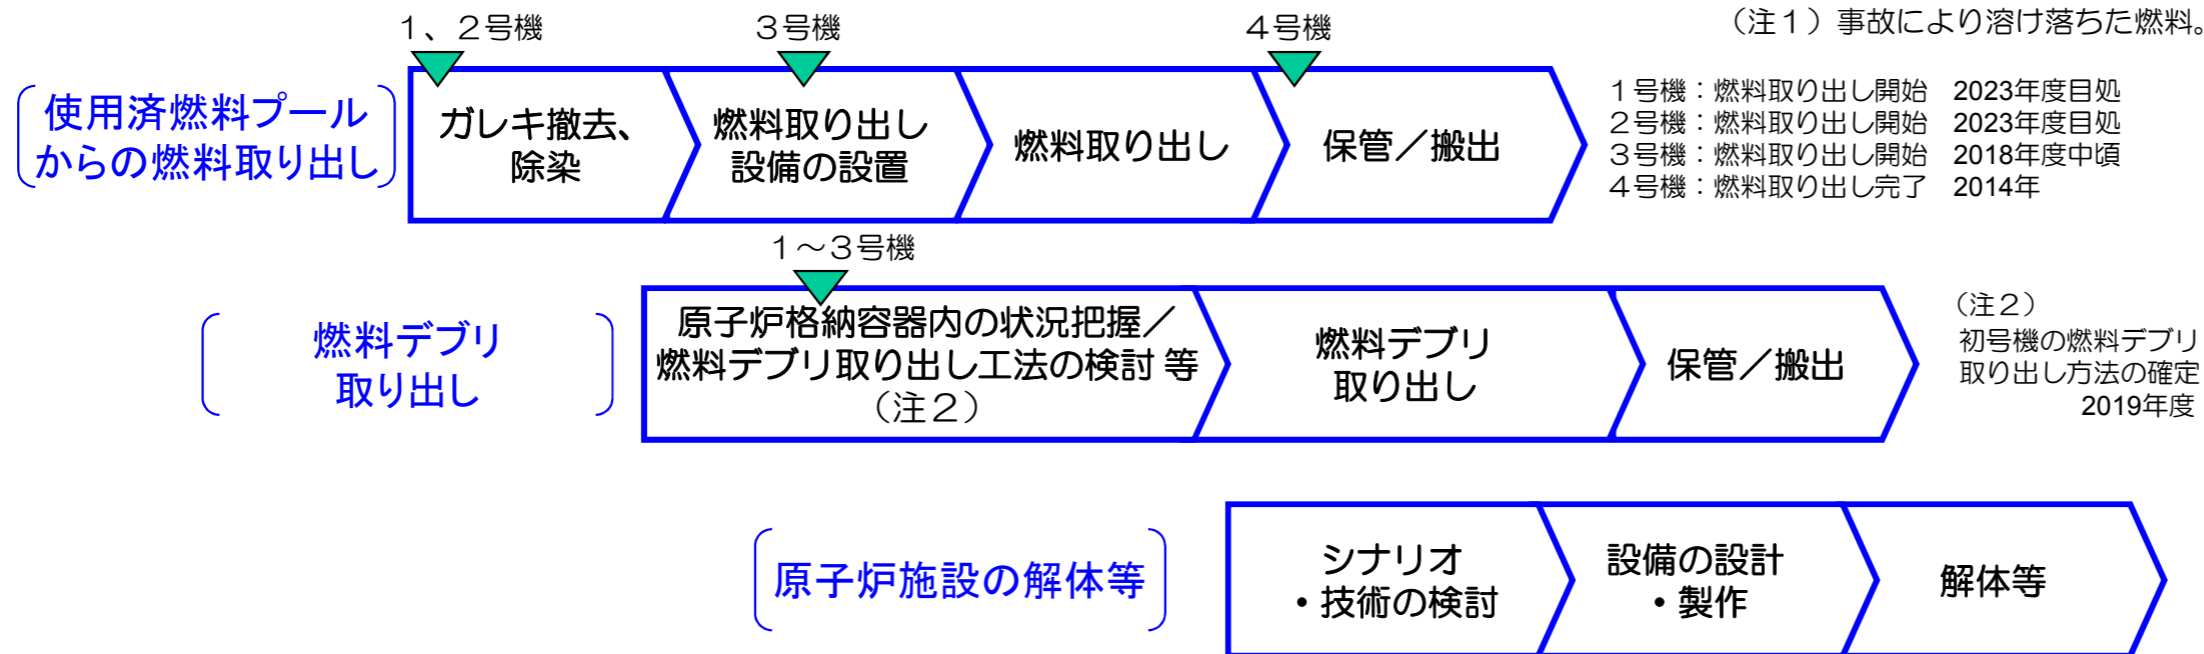 （注１）事故により溶け落ちた燃料。
１、２号機
３号機
４号機
使用済燃料プール
からの燃料取り出し
ガレキ撤去、
除染
燃料取り出し
設備の設置
燃料取り出し
保管／搬出
１号機：燃料取り出し開始　2023年度目処
２号機：燃料取り出し開始　2023年度目処
３号機：燃料取り出し開始　2018年度中頃
４号機：燃料取り出し完了　2014年
１～３号機
燃料デブリ
取り出し
原子炉格納容器内の状況把握／
燃料デブリ取り出し工法の検討 等
（注２）
燃料デブリ
取り出し
保管／搬出
（注２）
初号機の燃料デブリ
取り出し方法の確定
2019年度
原子炉施設の解体等
シナリオ
・技術の検討
設備の設計
・製作
解体等